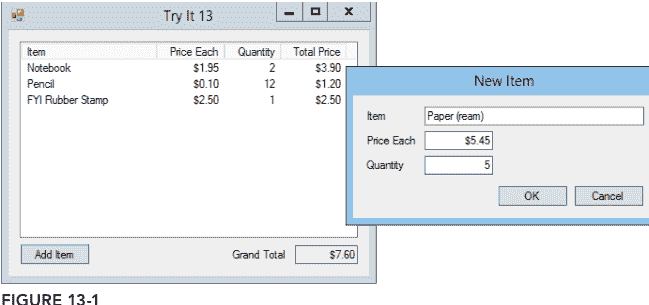 Try It 13
Item Price Each Quantity Total Price
Notebook $1.95 2 $3.90
Pencil $0.10 12 $1.20
FYI Rubber Stamp $2.50 1 $2.50
Add Item Grand Total $7.60
New Item
Item Paper (ream)
Price Each $5.45
Quantity 5
OK Cancel
FIGURE 13-1